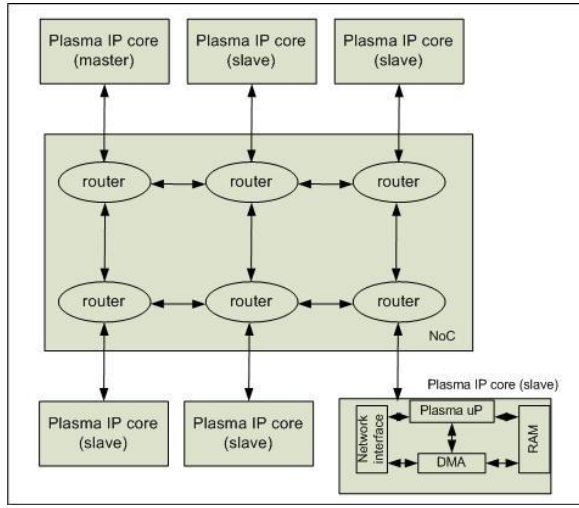 Plasma IP core
(master)
Plasma IP core
(slave)
Plasma IP core
(slave)
router
router
router
router
router
router
NoC
Plasma IP core
(slave)
Plasma IP core
(slave)
Plasma IP core (slave)
Network
interface
Plasma uP
DMA
RAM